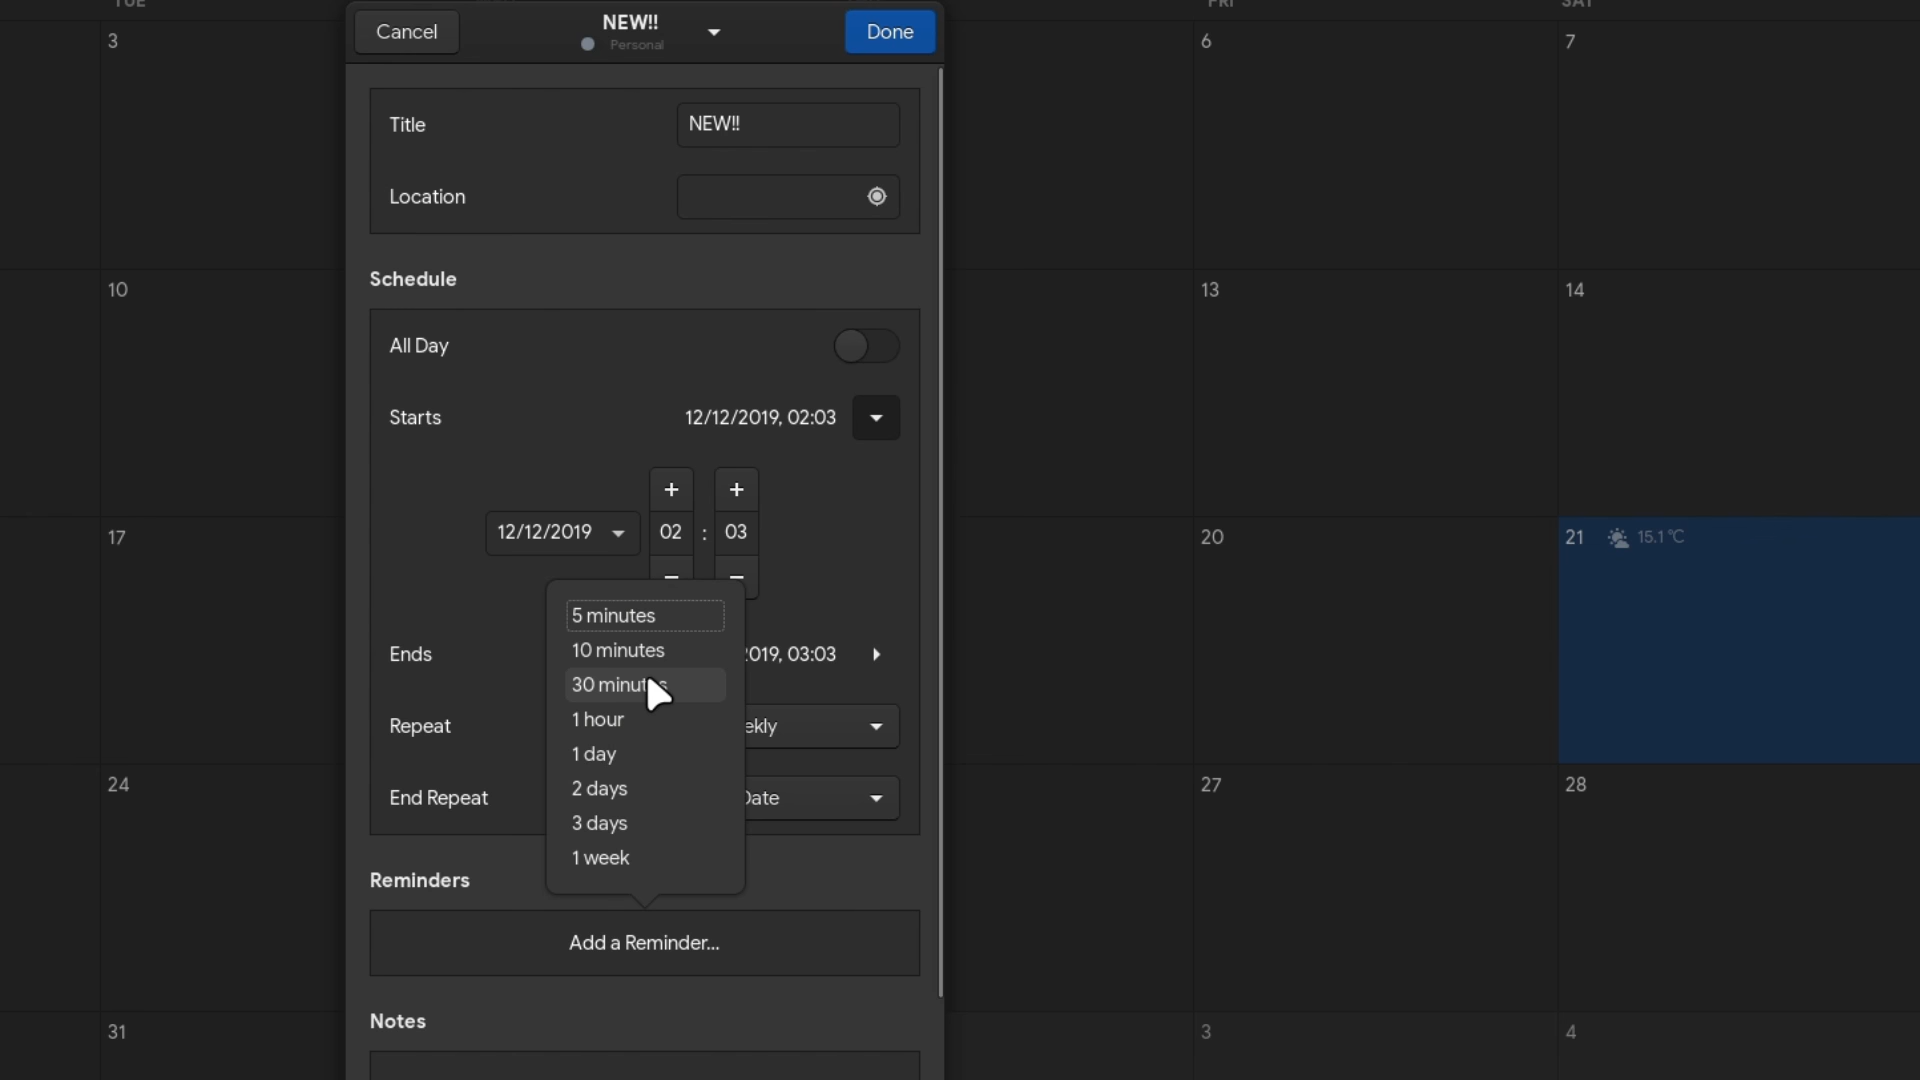 TUE
FRI
SAT
Cancel
NEW!!
Personal
Done
3
6
7
Title
NEW!!
Location
Schedule
10
13
14
All Day
Starts
12/12/2019, 02:03
+ +
17
12/12/2019
02 : 03
20
21
15.1 °C
− −
5 minutes
10 minutes
Ends
2019, 03:03
30 minutes
1 hour
Repeat
ekly
1 day
24
27
28
2 days
End Repeat
Date
3 days
1 week
Reminders
Add a Reminder...
Notes
31
3
4